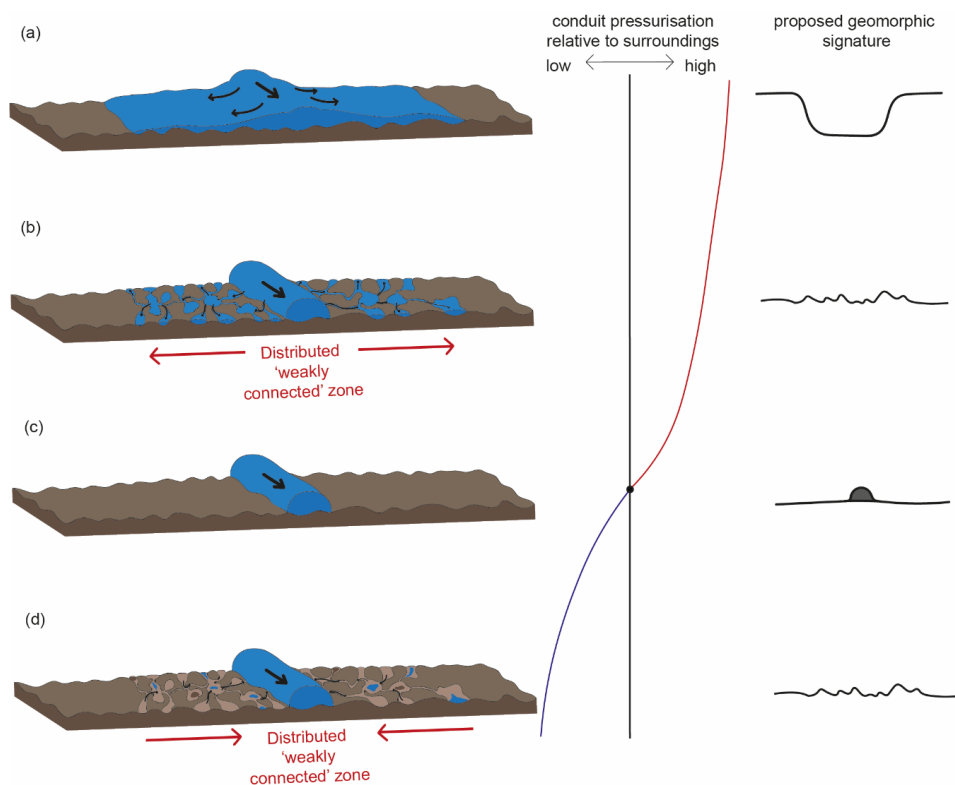 (a)
conduit pressurisation
relative to surroundings
low
high
proposed geomorphic
signature
(b)
Distributed
'weakly
connected' zone
(c)
(d)
Distributed
'weakly
connected' zone